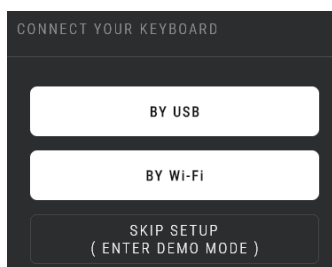 CONNECT YOUR KEYBOARD
BY USB
BY Wi-Fi
SKIP SETUP
( ENTER DEMO MODE )